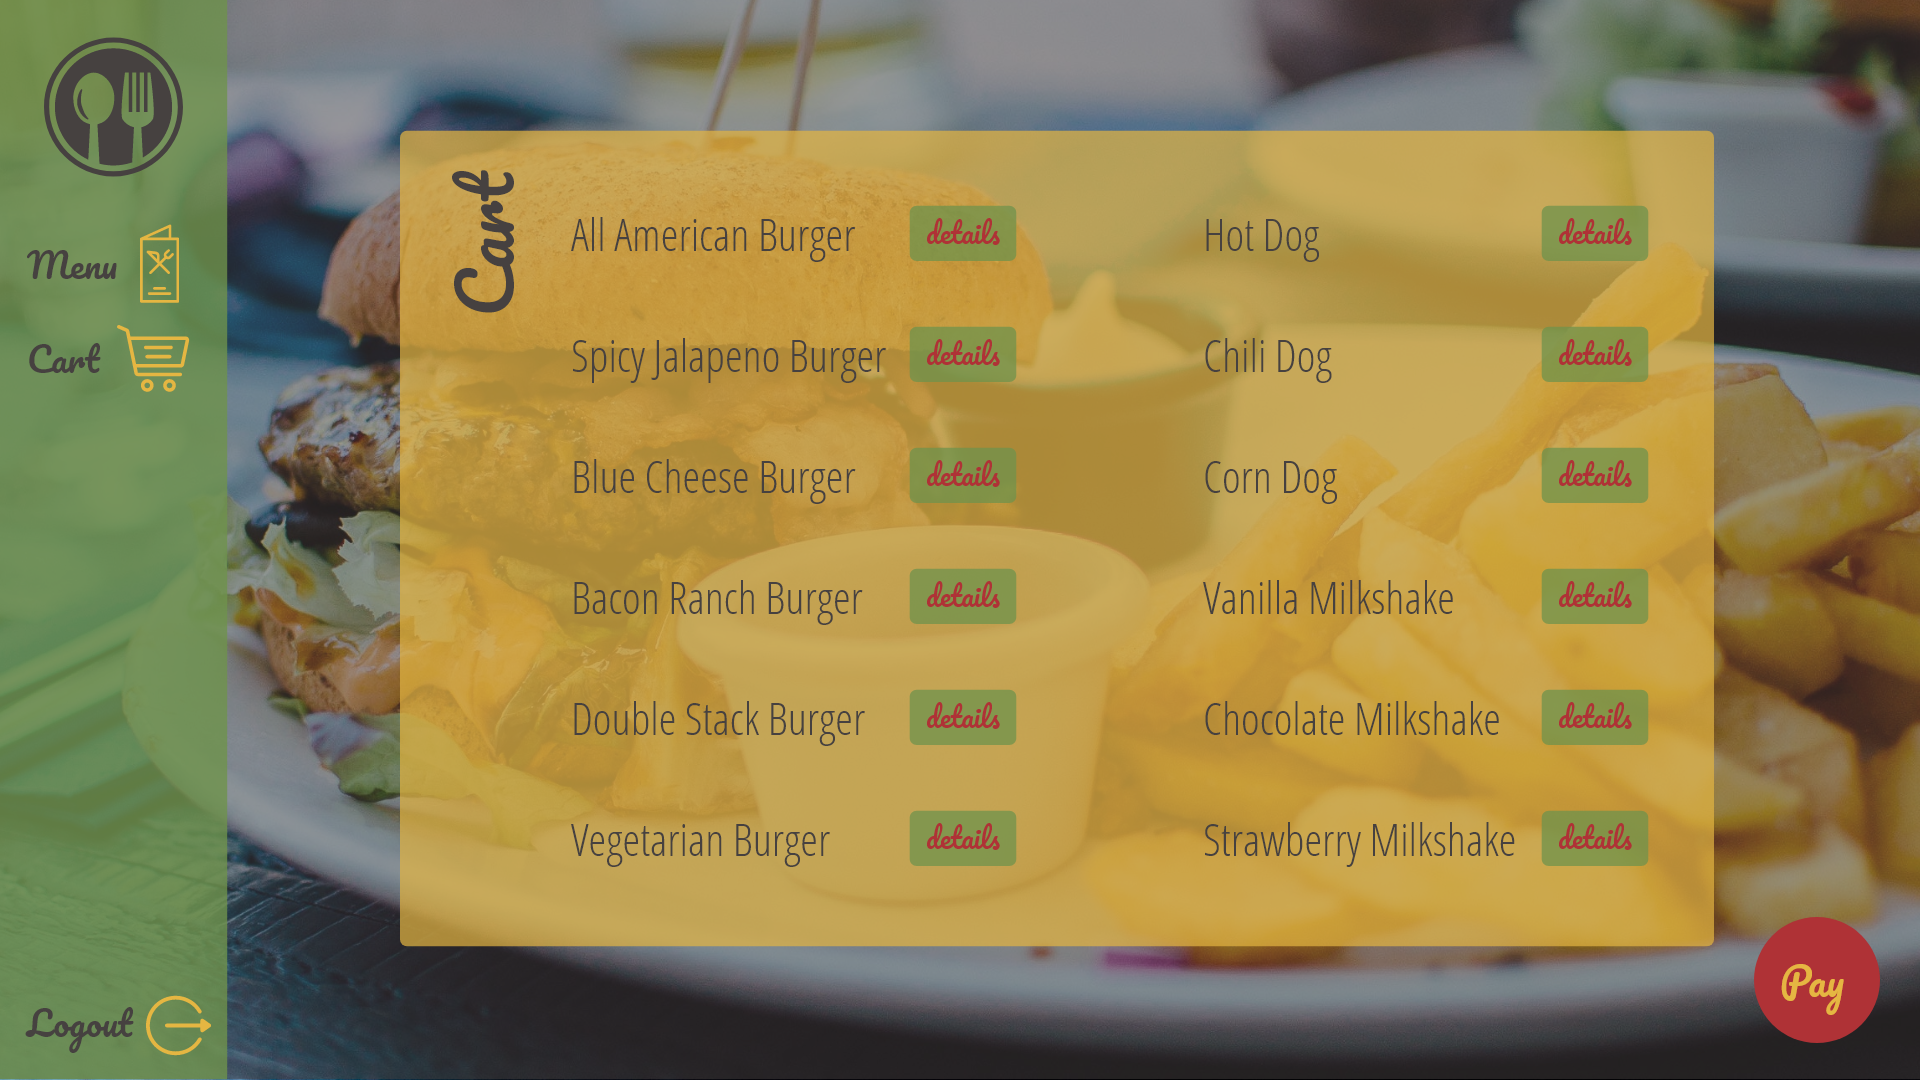 Menu
Cart
Logout
Cart
All American Burger details
Spicy Jalapeno Burger details
Blue Cheese Burger details
Bacon Ranch Burger details
Double Stack Burger details
Vegetarian Burger details
Hot Dog details
Chili Dog details
Corn Dog details
Vanilla Milkshake details
Chocolate Milkshake details
Strawberry Milkshake details
Pay